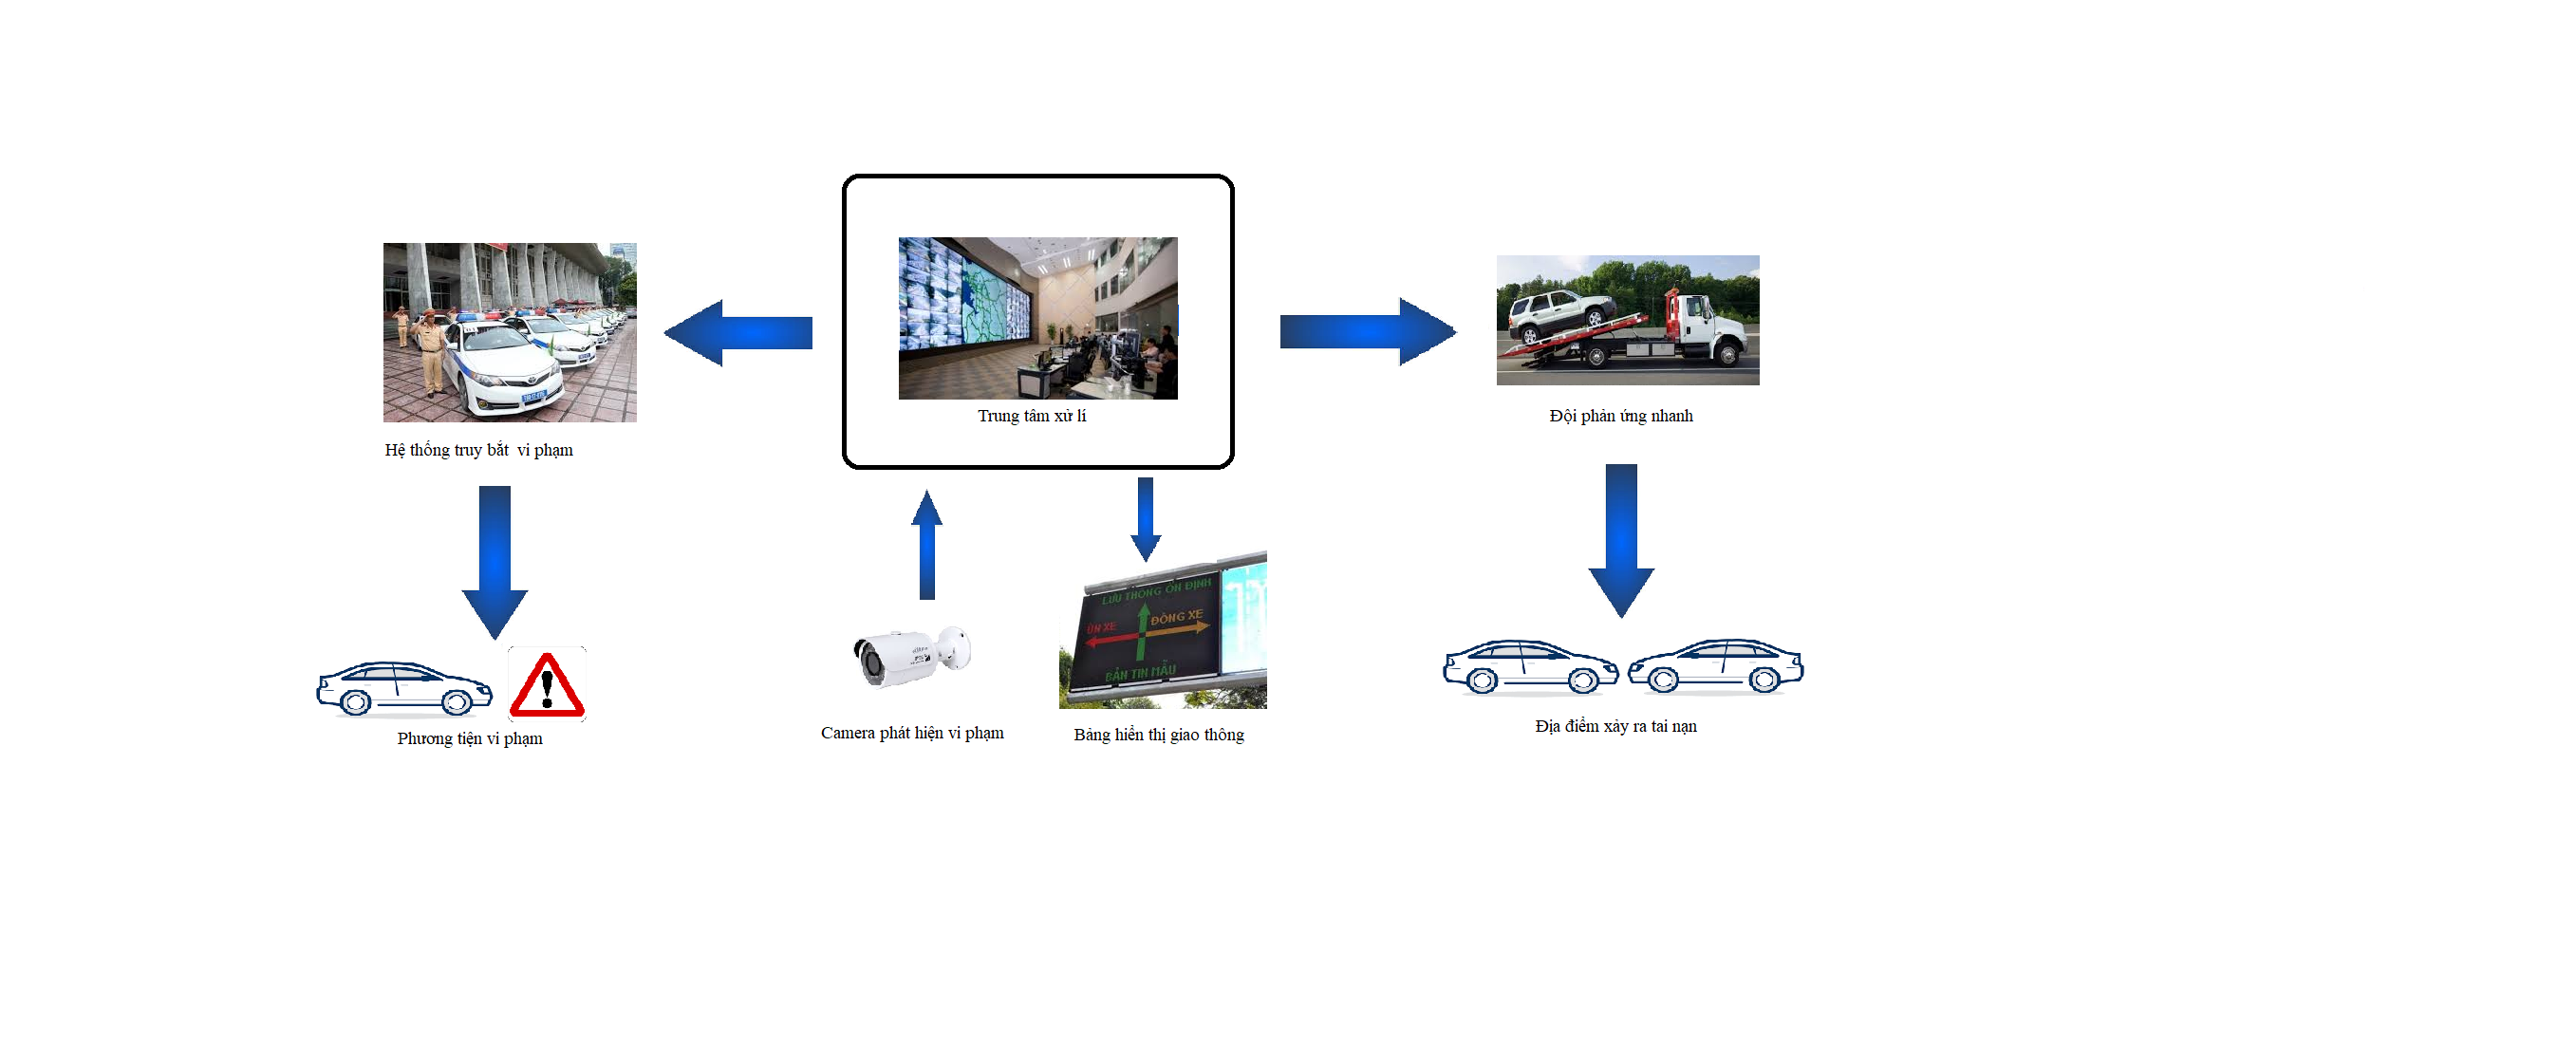 Trung tâm xử lí
Đội phản ứng nhanh
Hệ thống truy bắt  vi phạm
LƯU THÔNG ỔN ĐỊNH
ÙN XE
ĐÔNG XE
BẢN TIN MẪU
Phương tiện vi phạm
Camera phát hiện vi phạm
Bảng hiển thị giao thông
Địa điểm xảy ra tai nạn